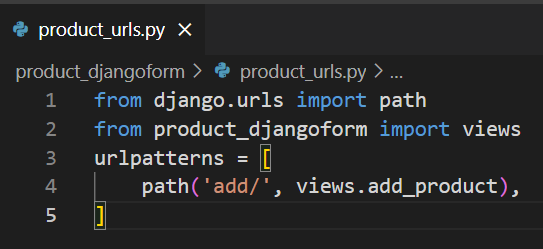 product_urls.py ×
product_djangoform > product_urls.py > ...
1 from django.urls import path
2 from product_djangoform import views
3 urlpatterns = [
4     path('add/', views.add_product),
5 ]